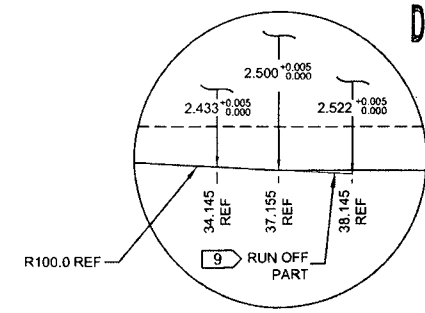 D
2.500 +0.005 0.000
2.433 +0.005 0.000
2.522 +0.005 0.000
34.145
REF
37.155
REF
38.145
REF
R100.0 REF
9 RUN OFF
PART